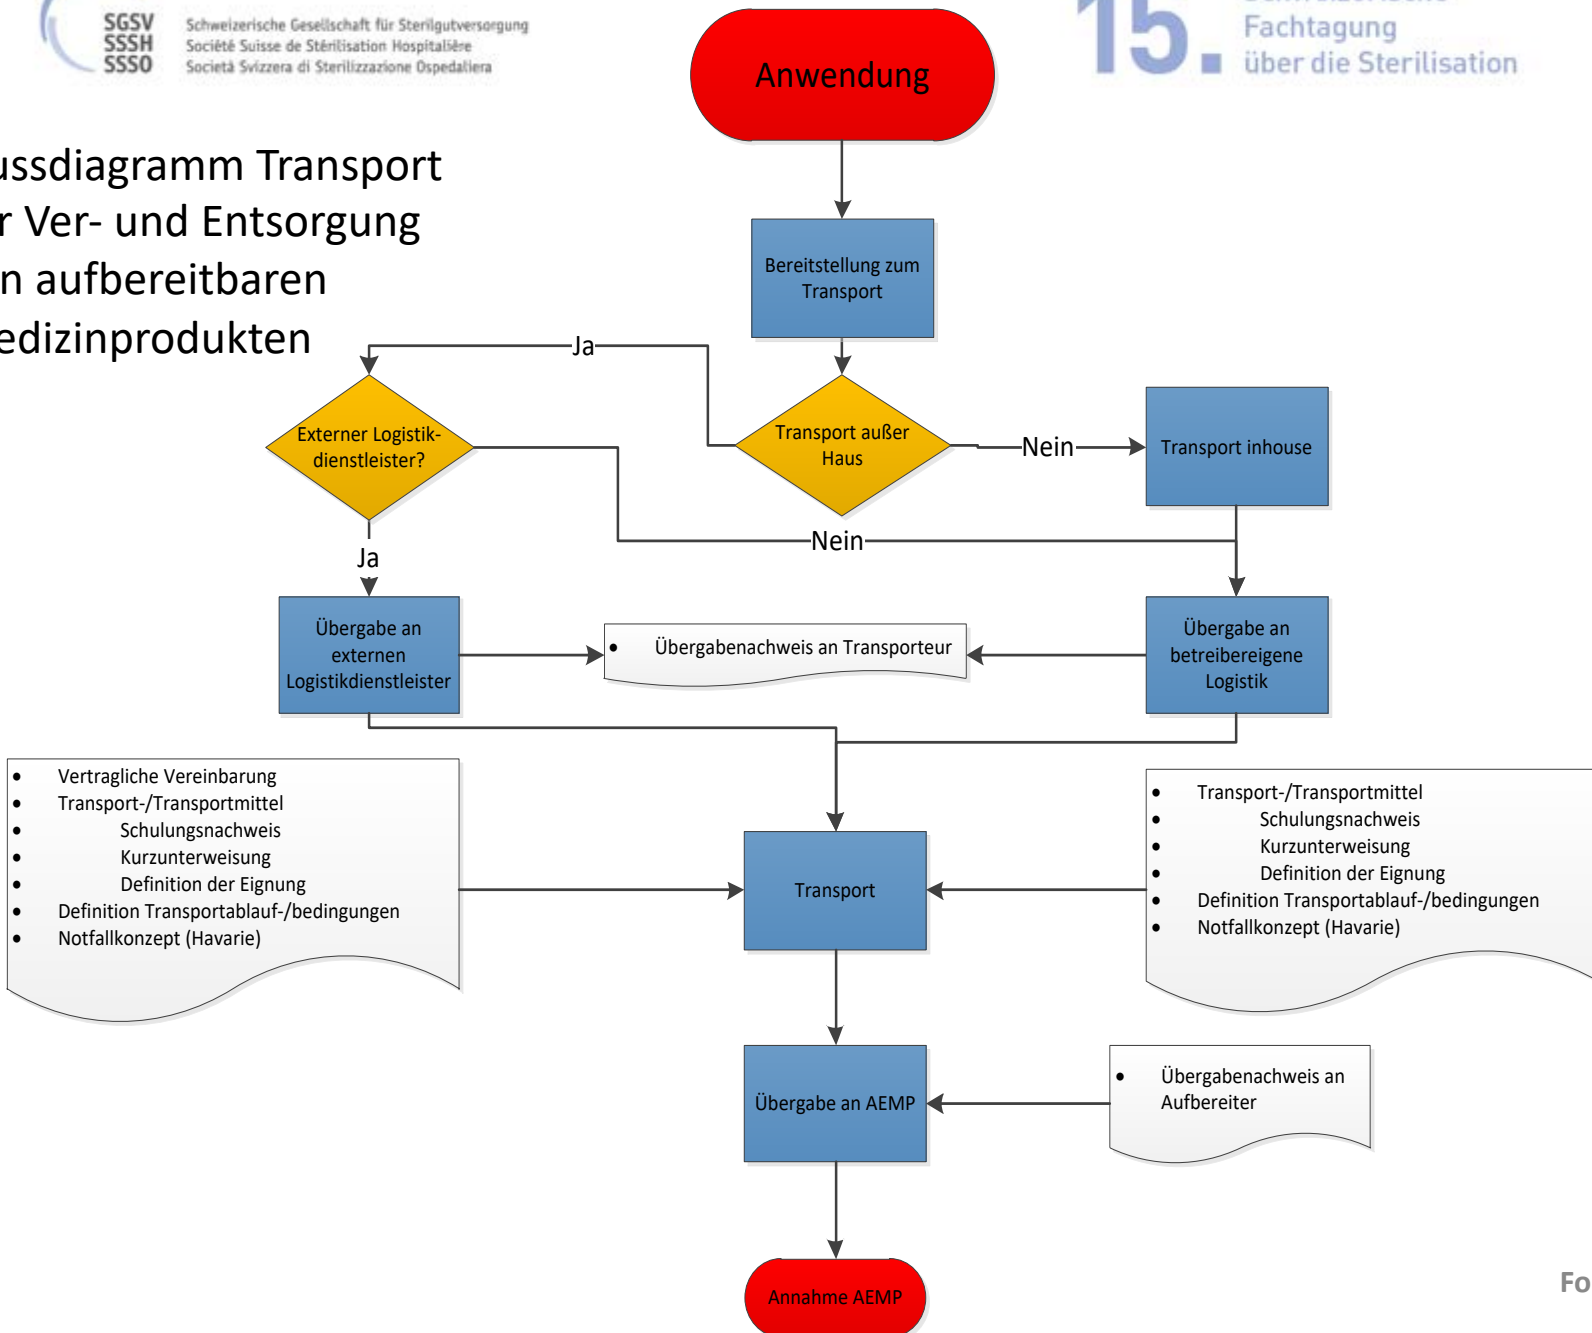 SGSV
SSSH
SSSO
Schweizerische Gesellschaft für Sterilgutversorgung
Société Suisse de Stérilisation Hospitalière
Società Svizzera di Sterilizzazione Ospedaliera
15.
Fachtagung
über die Sterilisation
ussdiagramm Transport
r Ver- und Entsorgung
n aufbereitbaren
edizinprodukten
Anwendung
Bereitstellung zum
Transport
Ja
Externer Logistik-
dienstleister?
Transport außer
Haus
Nein
Transport inhouse
Nein
Ja
Übergabe an
externen
Logistikdienstleister
• Übergabenachweis an Transporteur
Übergabe an
betreibereigene
Logistik
• Vertragliche Vereinbarung
• Transport-/Transportmittel
• Schulungsnachweis
• Kurzunterweisung
• Definition der Eignung
• Definition Transportablauf-/bedingungen
• Notfallkonzept (Havarie)
Transport
• Transport-/Transportmittel
• Schulungsnachweis
• Kurzunterweisung
• Definition der Eignung
• Definition Transportablauf-/bedingungen
• Notfallkonzept (Havarie)
Übergabe an AEMP
• Übergabenachweis an
Aufbereiter
Annahme AEMP
Fo